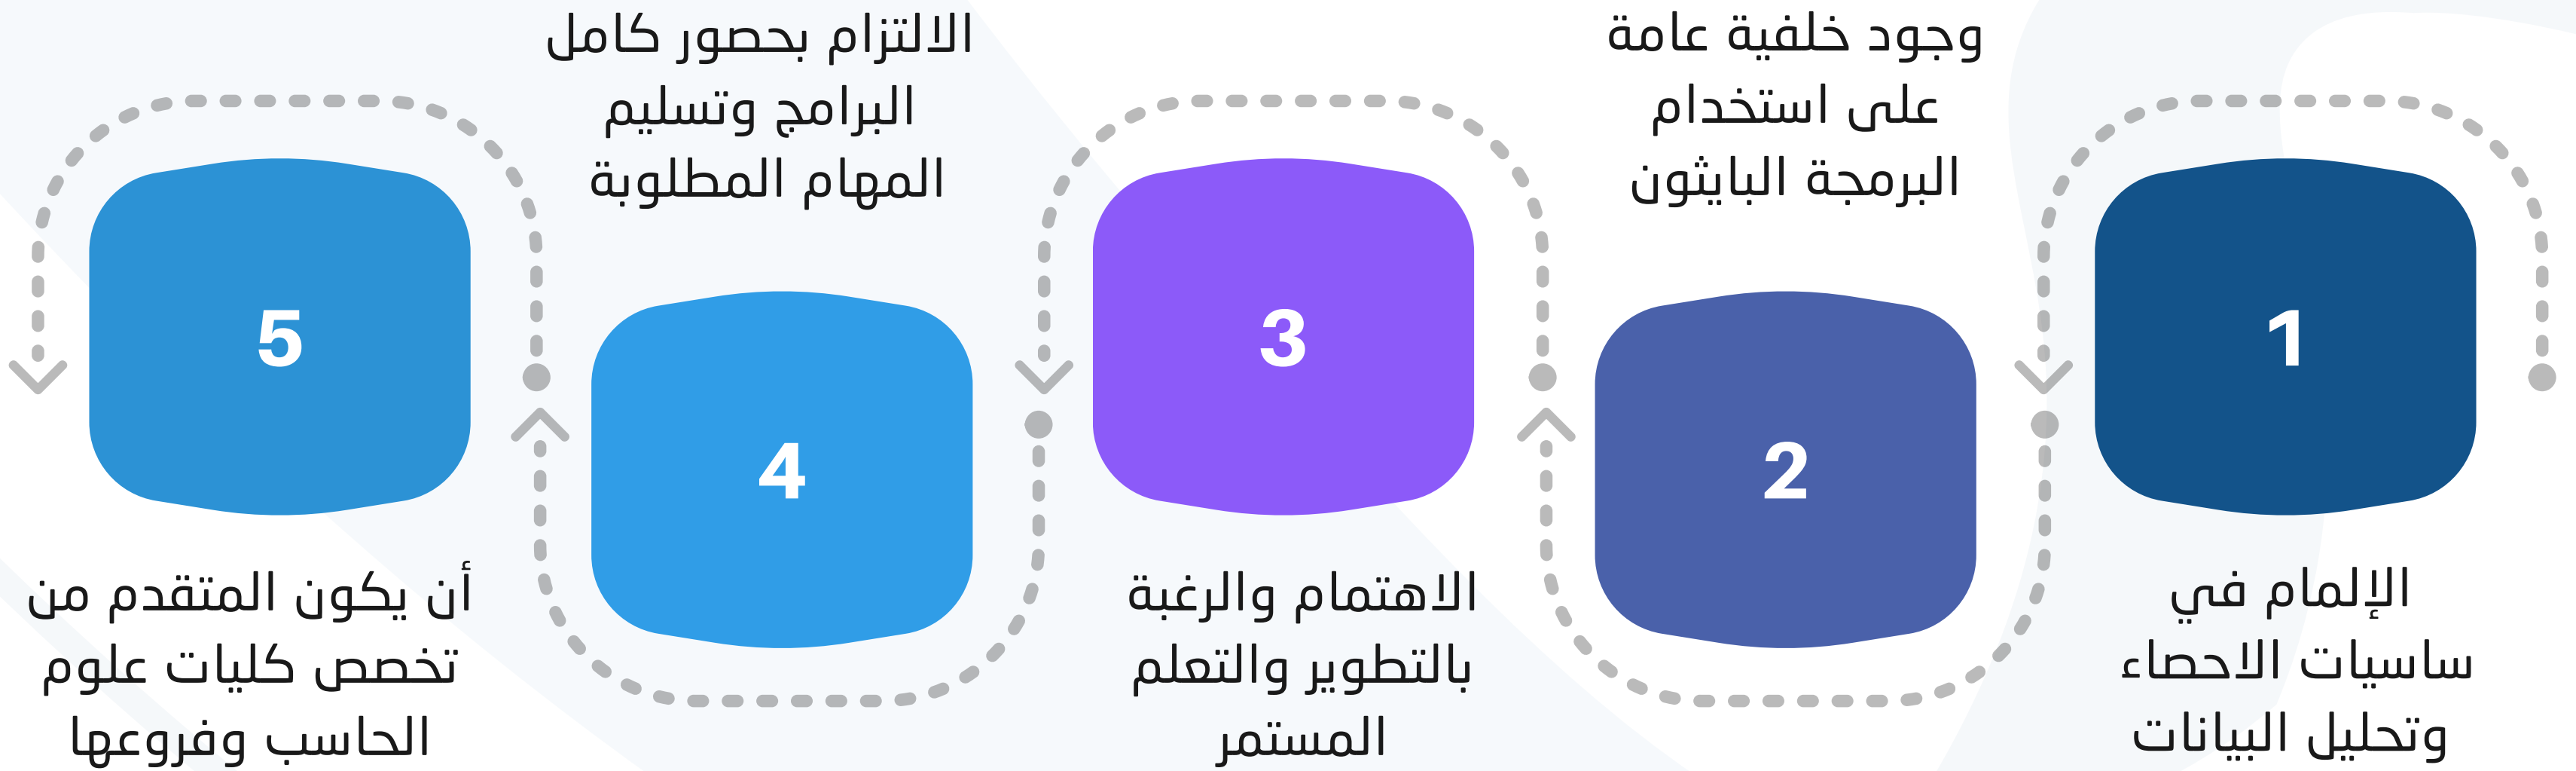 1
الإلمام في
ساسيات الاحصاء
وتحليل البيانات
وجود خلفية عامة
على استخدام
البرمجة البايثون
2
3
الاهتمام والرغبة
بالتطوير والتعلم
المستمر
الالتزام بحصور كامل
البرامج وتسليم
المهام المطلوبة
4
5
أن يكون المتقدم من
تخصص كليات علوم
الحاسب وفروعها